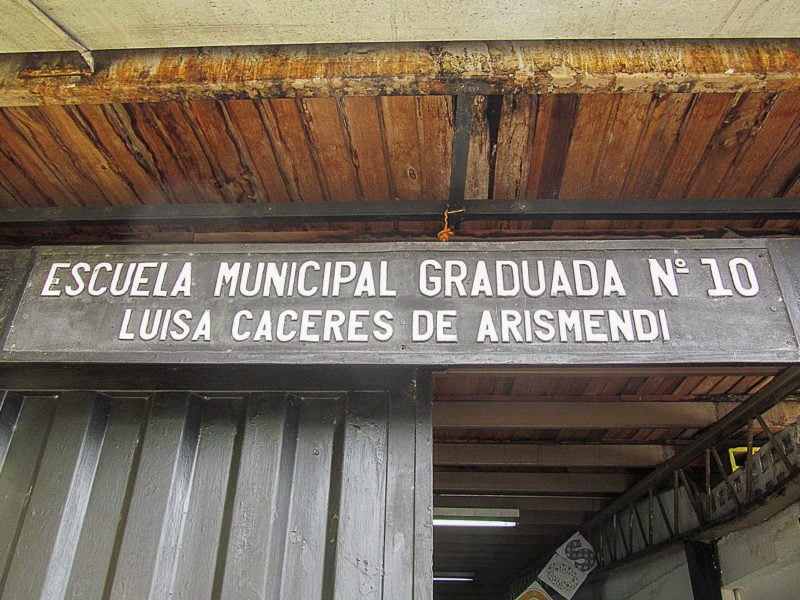 ESCUELA MUNICIPAL GRADUADA Nº 10
LUISA CACERES DE ARISMENDI